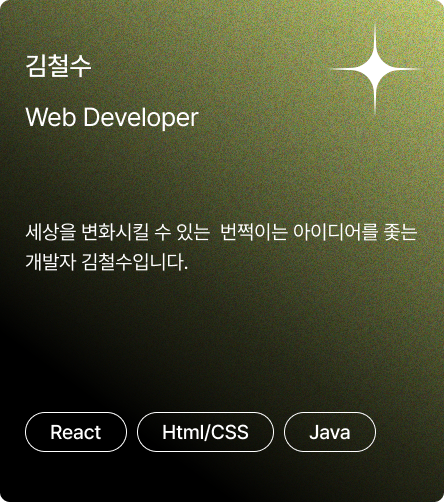 김철수
Web Developer
세상을 변화시킬 수 있는  번쩍이는 아이디어를 좇는
개발자 김철수입니다.
React
Html/CSS
Java